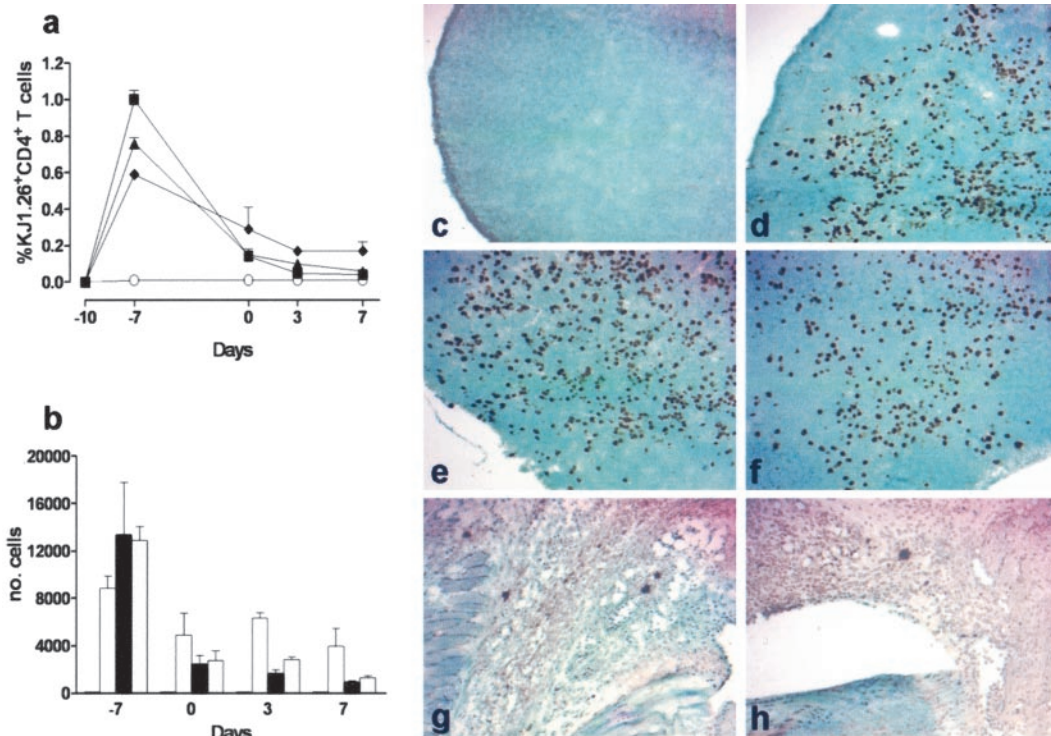 a
%KJ1.26⁺CD4⁺ T cells
1.2
1.0
0.8
0.6
0.4
0.2
0.0
-10 -7 0 3 7
Days
b
no. cells
20000
16000
12000
8000
4000
0
-7 0 3 7
Days
c
d
e
f
g
h